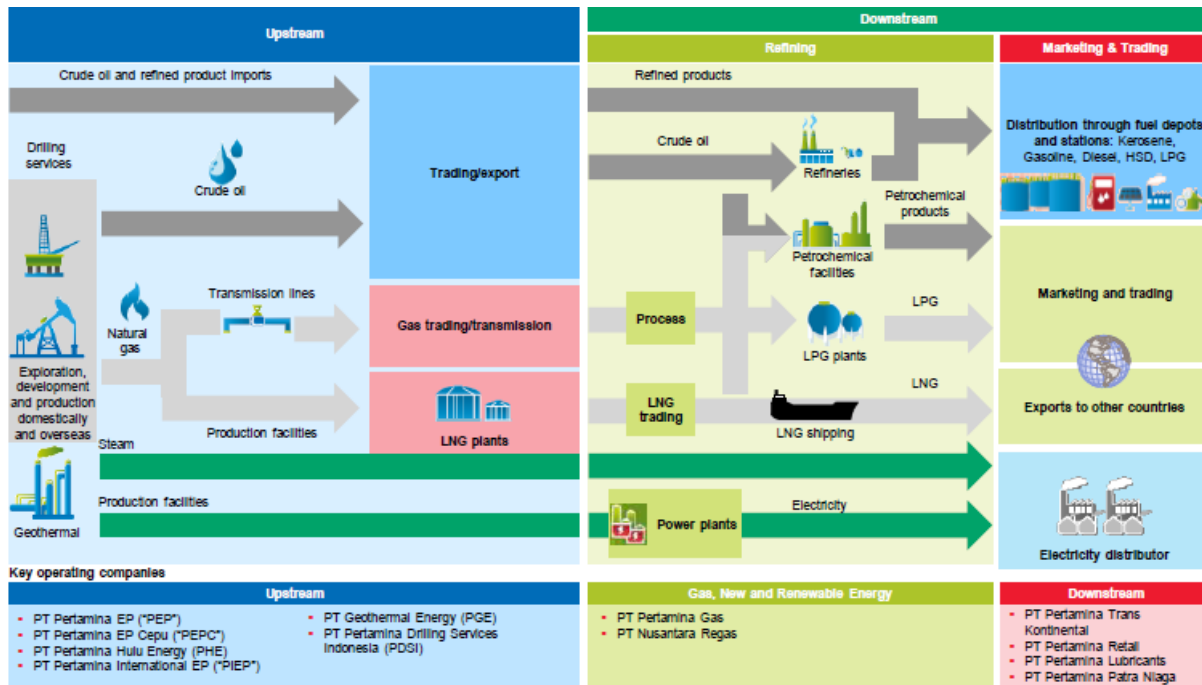 Upstream
Downstream
Refining
Marketing & Trading
Crude oil and refined product imports
Drilling
services
Crude oil
Trading/export
Transmission lines
Natural
gas
Gas trading/transmission
Exploration,
development
and production
domestically
and overseas
Production facilities
LNG plants
Steam
Production facilities
Geothermal
Refined products
Crude oil
Refineries
Petrochemical
products
Petrochemical
facilities
Process
LPG
LPG plants
LNG
LNG
trading
LNG shipping
Power plants
Electricity
Distribution through fuel depots
and stations: Kerosene,
Gasoline, Diesel, HSD, LPG
Marketing and trading
Exports to other countries
Electricity distributor
Key operating companies
Upstream
▪ PT Pertamina EP ("PEP")
▪ PT Pertamina EP Cepu ("PEPC")
▪ PT Pertamina Hulu Energy (PHE)
▪ PT Pertamina International EP ("PIEP")
▪ PT Geothermal Energy (PGE)
▪ PT Pertamina Drilling Services
Indonesia (PDSI)
Gas, New and Renewable Energy
▪ PT Pertamina Gas
▪ PT Nusantara Regas
Downstream
▪ PT Pertamina Trans
Kontinental
▪ PT Pertamina Retail
▪ PT Pertamina Lubricants
▪ PT Pertamina Patra Niaga